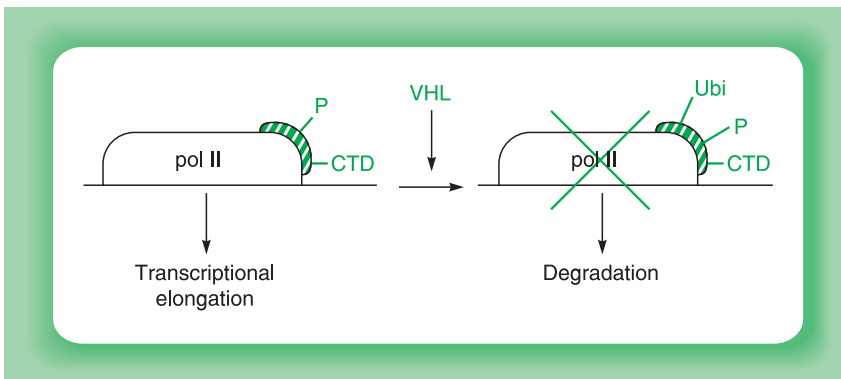 P
pol II
CTD
Transcriptional
elongation
VHL
Ubi
P
pol II
CTD
Degradation